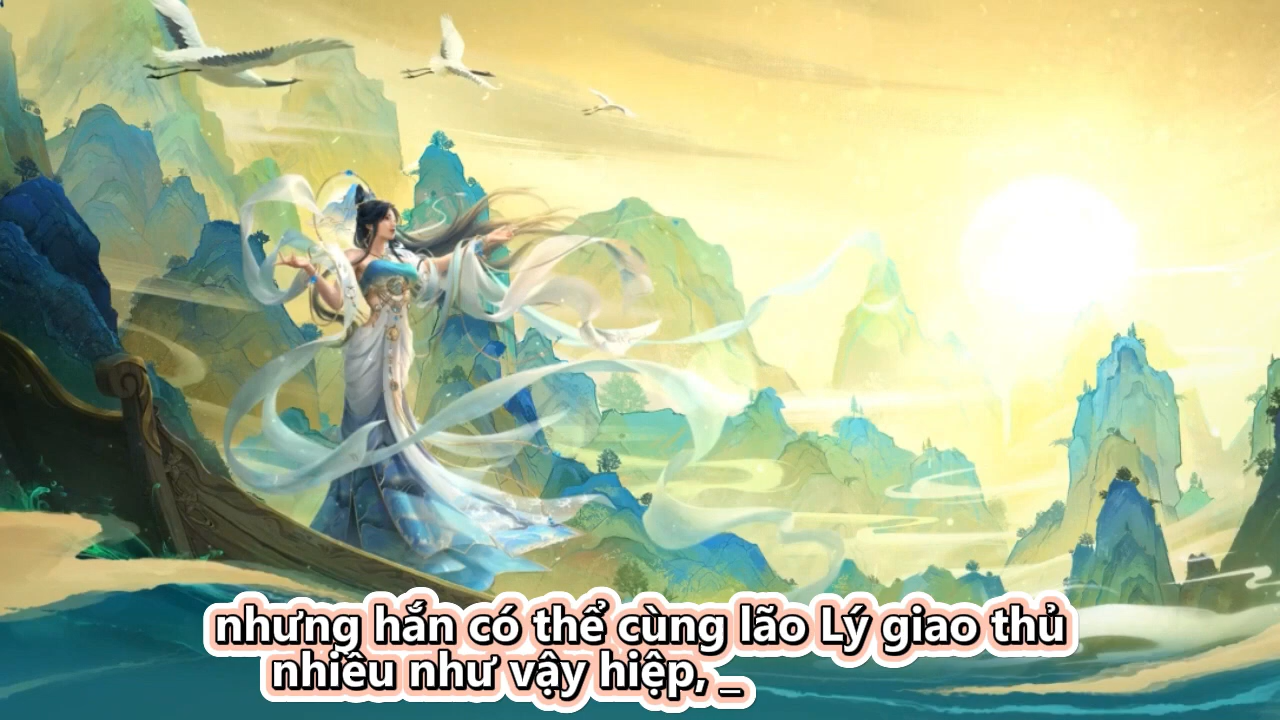 nhưng hắn có thể cùng lão Lý giao thủ
nhiều như vậy hiệp, _